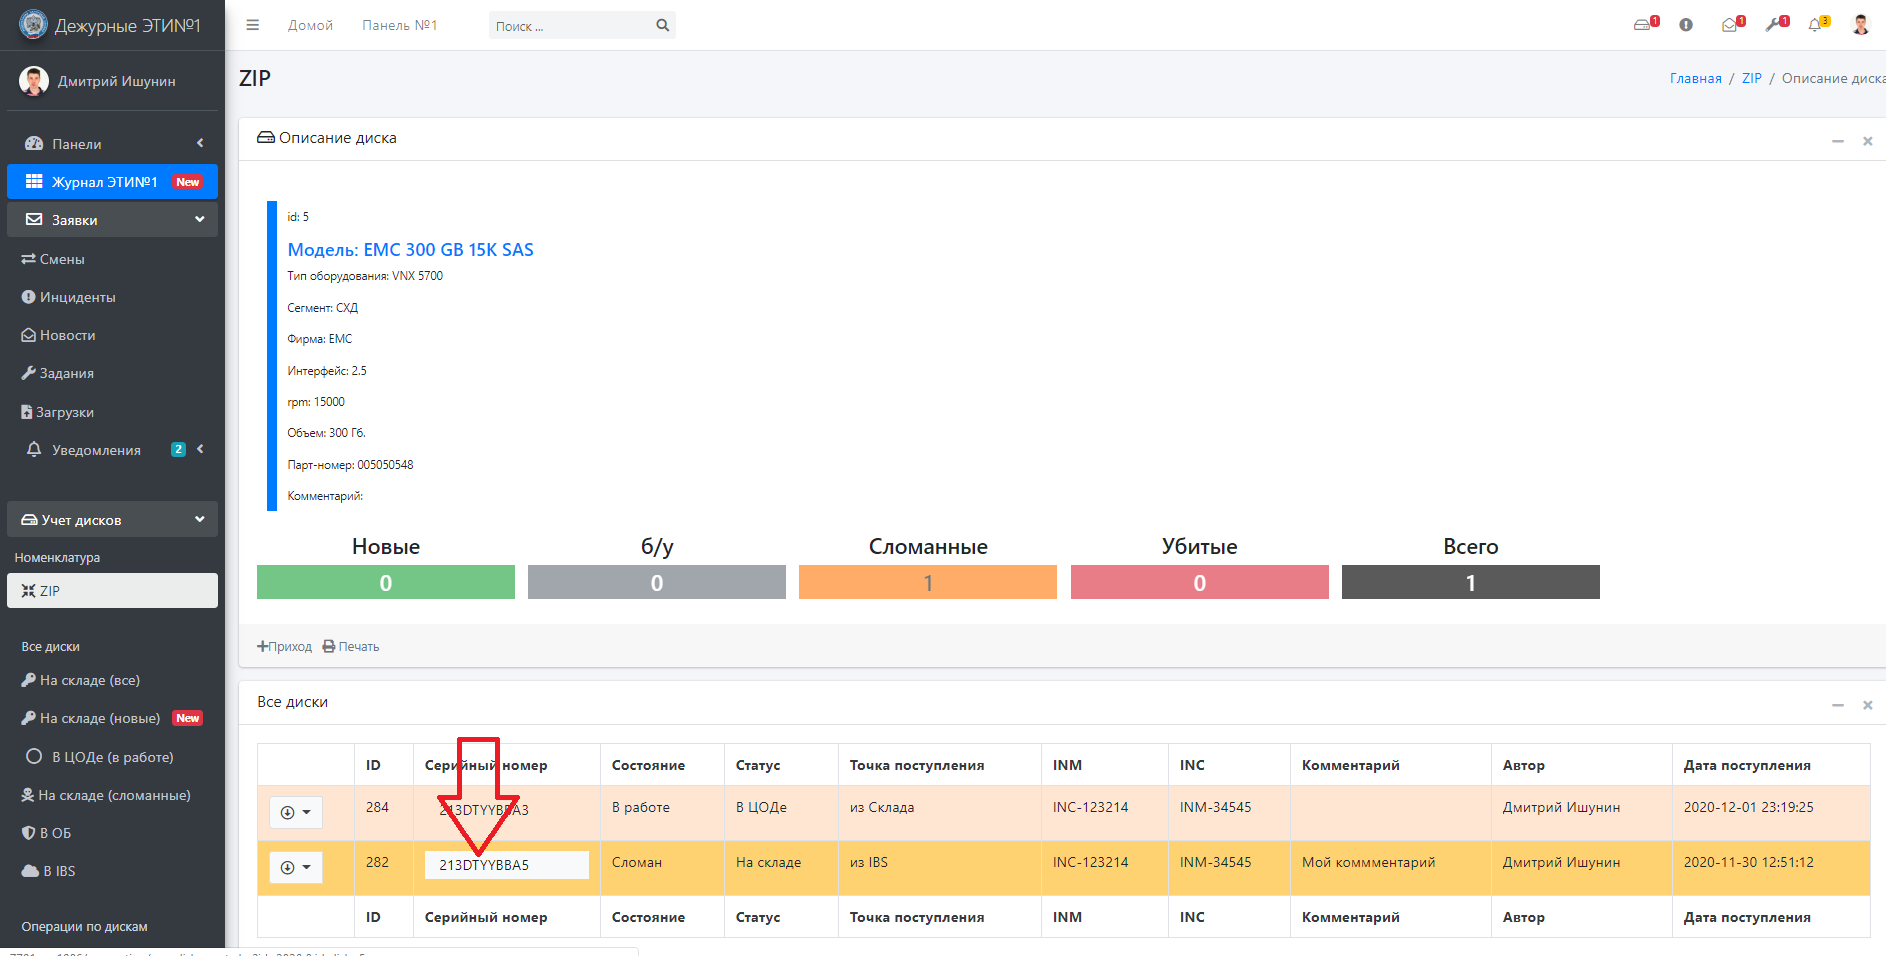 Дежурные ЭТИ№1
Домой Панель №1 Поиск ... 1 1 1 3
Дмитрий Ишунин
Панели
Журнал ЭТИ№1 New
Заявки
Смены
Инциденты
Новости
Задания
Загрузки
Уведомления 2
Учет дисков
Номенклатура
ZIP
Все диски
На складе (все)
На складе (новые) New
В ЦОДе (в работе)
На складе (сломанные)
В ОБ
В IBS
Операции по дискам
ZIP
Главная / ZIP / Описание диска
Описание диска
id: 5
Модель: EMC 300 GB 15K SAS
Тип оборудования: VNX 5700
Сегмент: СХД
Фирма: EMC
Интерфейс: 2.5
rpm: 15000
Объем: 300 Гб.
Парт-номер: 005050548
Комментарий:
Новые б/у Сломанные Убитые Всего
0 0 1 0 1
Приход Печать
Все диски
ID Серийный номер Состояние Статус Точка поступления INM INC Комментарий Автор Дата поступления
284 213DTYYBBA3 В работе В ЦОДе из Склада INC-123214 INM-34545 Дмитрий Ишунин 2020-12-01 23:19:25
282 213DTYYBBA5 Сломан На складе из IBS INC-123214 INM-34545 Мой коммментарий Дмитрий Ишунин 2020-11-30 12:51:12
ID Серийный номер Состояние Статус Точка поступления INM INC Комментарий Автор Дата поступления